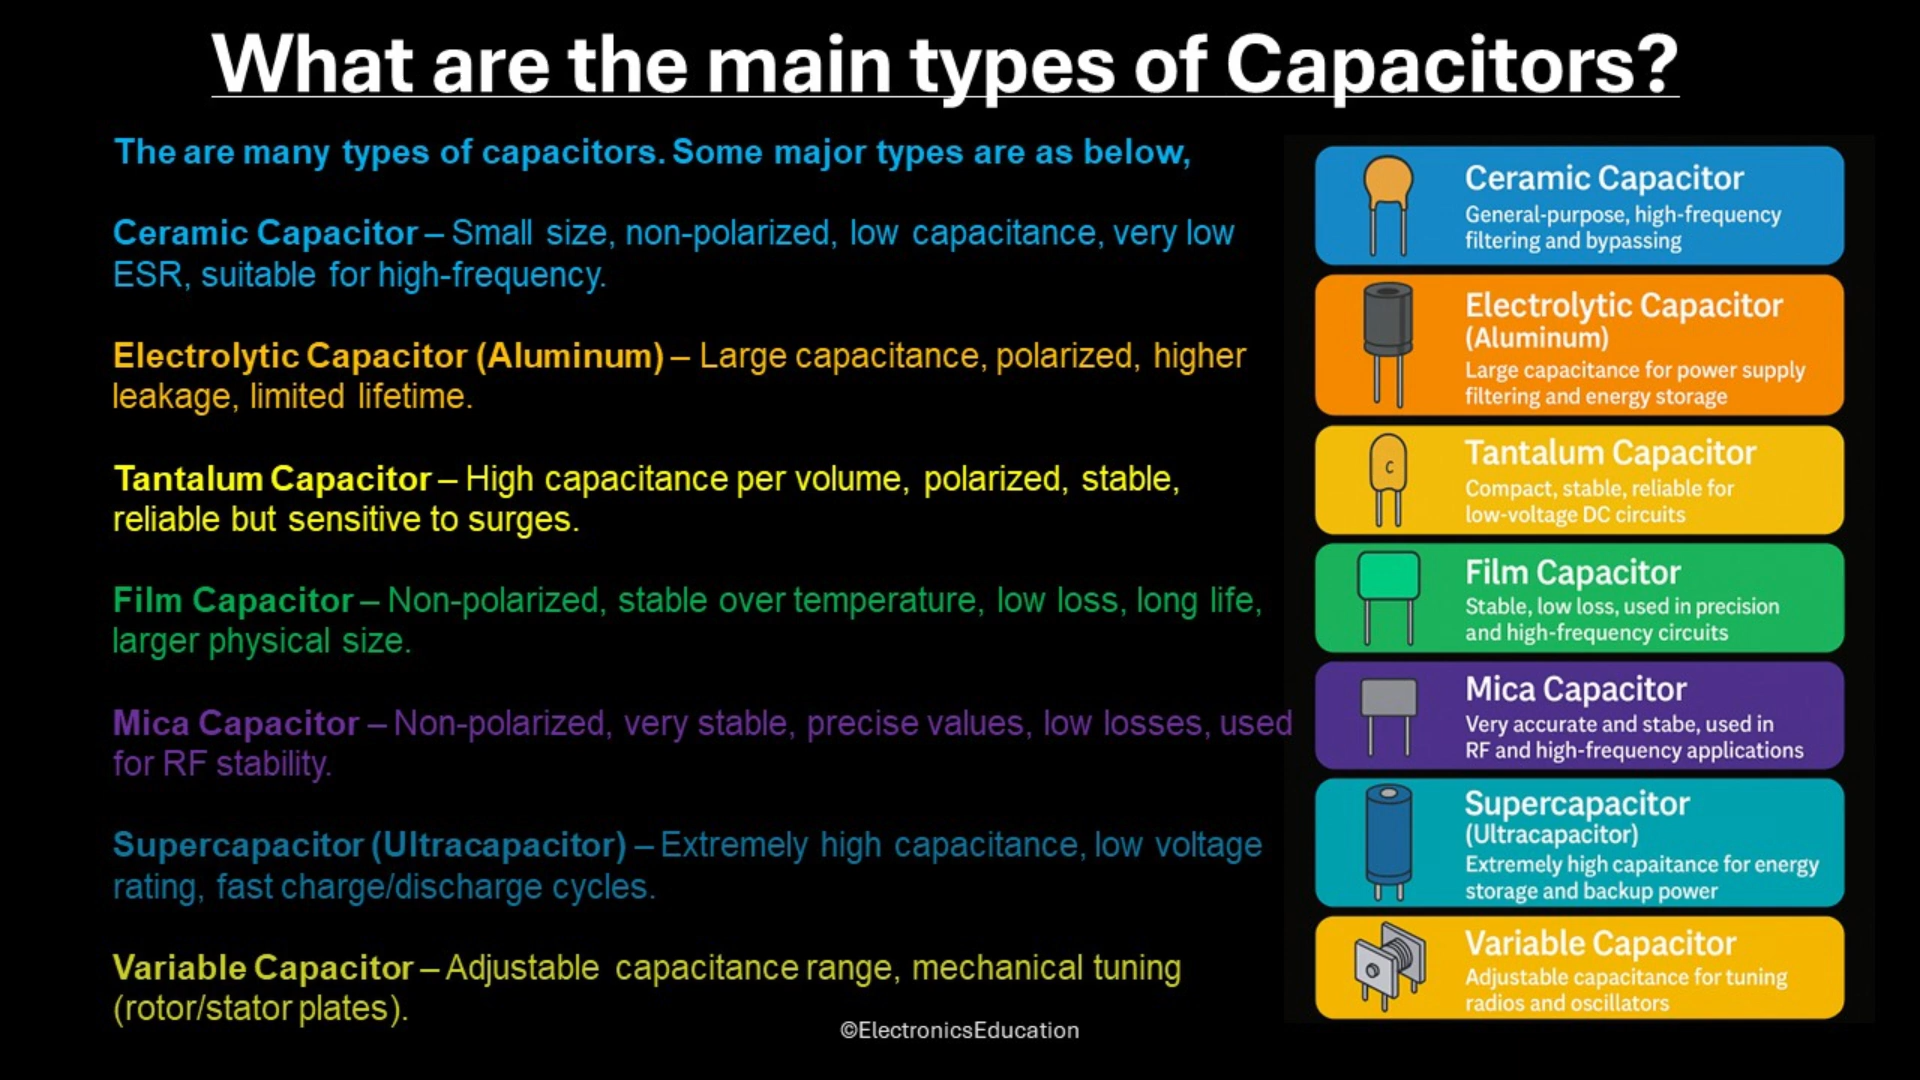 What are the main types of Capacitors?
The are many types of capacitors. Some major types are as below,
Ceramic Capacitor – Small size, non-polarized, low capacitance, very low
ESR, suitable for high-frequency.
Electrolytic Capacitor (Aluminum) – Large capacitance, polarized, higher
leakage, limited lifetime.
Tantalum Capacitor – High capacitance per volume, polarized, stable,
reliable but sensitive to surges.
Film Capacitor – Non-polarized, stable over temperature, low loss, long life,
larger physical size.
Mica Capacitor – Non-polarized, very stable, precise values, low losses, used
for RF stability.
Supercapacitor (Ultracapacitor) – Extremely high capacitance, low voltage
rating, fast charge/discharge cycles.
Variable Capacitor – Adjustable capacitance range, mechanical tuning
(rotor/stator plates).
Ceramic Capacitor
General-purpose, high-frequency
filtering and bypassing
Electrolytic Capacitor
(Aluminum)
Large capacitance for power supply
filtering and energy storage
C
Tantalum Capacitor
Compact, stable, reliable for
low-voltage DC circuits
Film Capacitor
Stable, low loss, used in precision
and high-frequency circuits
Mica Capacitor
Very accurate and stabe, used in
RF and high-frequency applications
Supercapacitor
(Ultracapacitor)
Extremely high capaitance for energy
storage and backup power
Variable Capacitor
Adjustable capacitance for tuning
radios and oscillators
©ElectronicsEducation